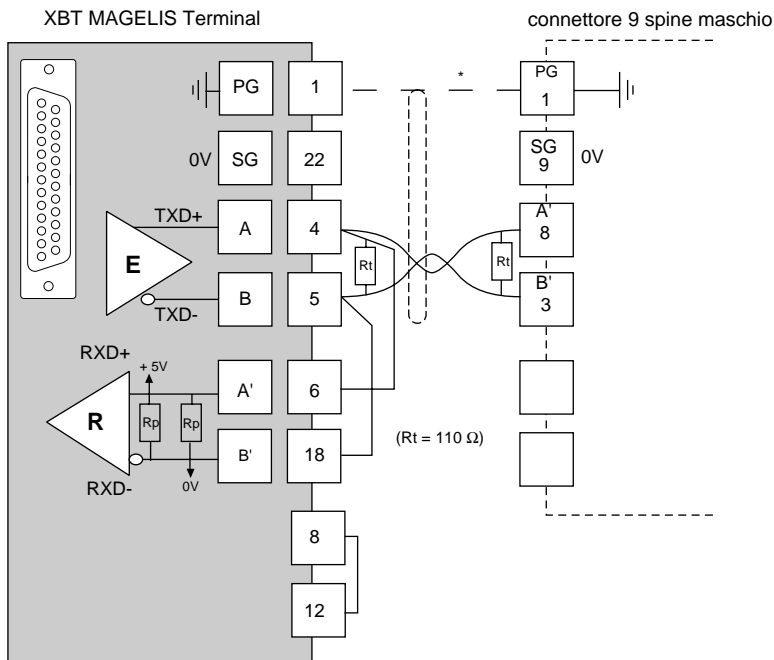 XBT MAGELIS Terminal
connettore 9 spine maschio
PG 1 * PG 1
0V SG 22 SG 9 0V
TXD+ A 4 A' 8
E Rt Rt
TXD- B 5 B' 3
RXD+
+ 5V
A' 6
R Rp Rp
B' 18
(Rt = 110 Ω)
RXD-
0V
8
12